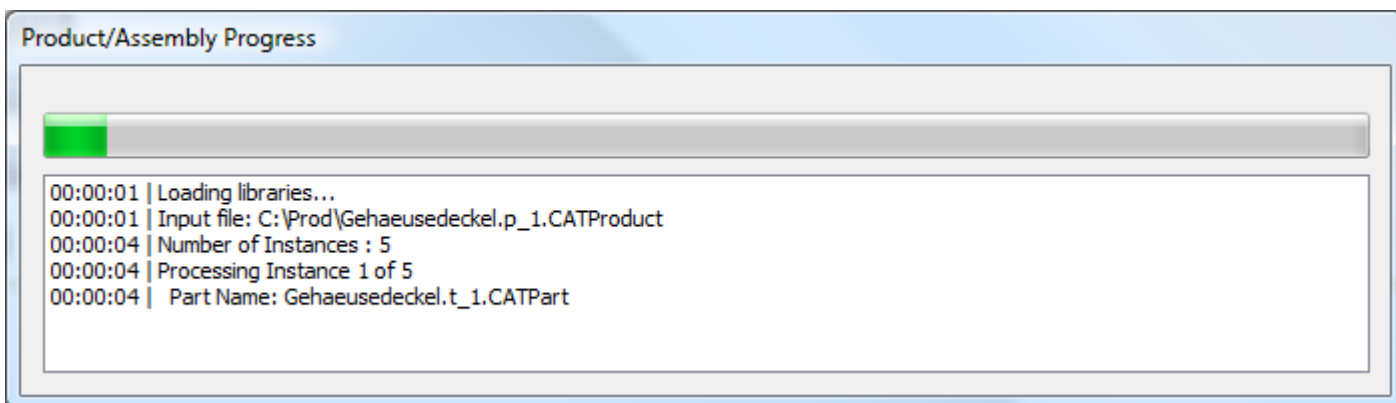 Product/Assembly Progress
00:00:01 | Loading libraries...
00:00:01 | Input file: C:\Prod\Gehaeusedeckel.p_1.CATProduct
00:00:04 | Number of Instances : 5
00:00:04 | Processing Instance 1 of 5
00:00:04 |   Part Name: Gehaeusedeckel.t_1.CATPart